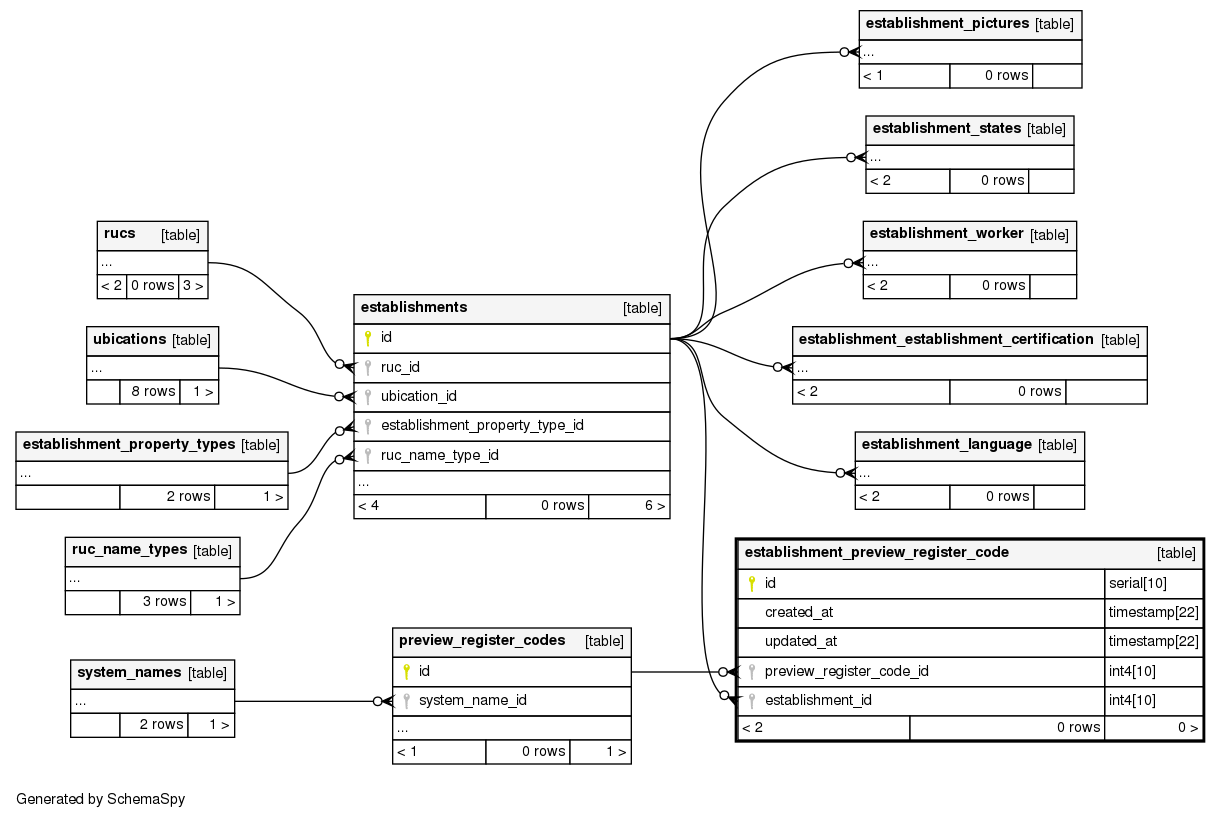 establishment_pictures [table]
...
< 1 0 rows
establishment_states [table]
...
< 2 0 rows
establishment_worker [table]
...
< 2 0 rows
establishment_establishment_certification [table]
...
< 2 0 rows
establishment_language [table]
...
< 2 0 rows
rucs [table]
...
< 2 0 rows 3 >
ubications [table]
...
8 rows 1 >
establishment_property_types [table]
...
2 rows 1 >
ruc_name_types [table]
...
3 rows 1 >
system_names [table]
...
2 rows 1 >
establishments [table]
id
ruc_id
ubication_id
establishment_property_type_id
ruc_name_type_id
...
< 4 0 rows 6 >
preview_register_codes [table]
id
system_name_id
...
< 1 0 rows 1 >
establishment_preview_register_code [table]
id serial[10]
created_at timestamp[22]
updated_at timestamp[22]
preview_register_code_id int4[10]
establishment_id int4[10]
< 2 0 rows 0 >
Generated by SchemaSpy